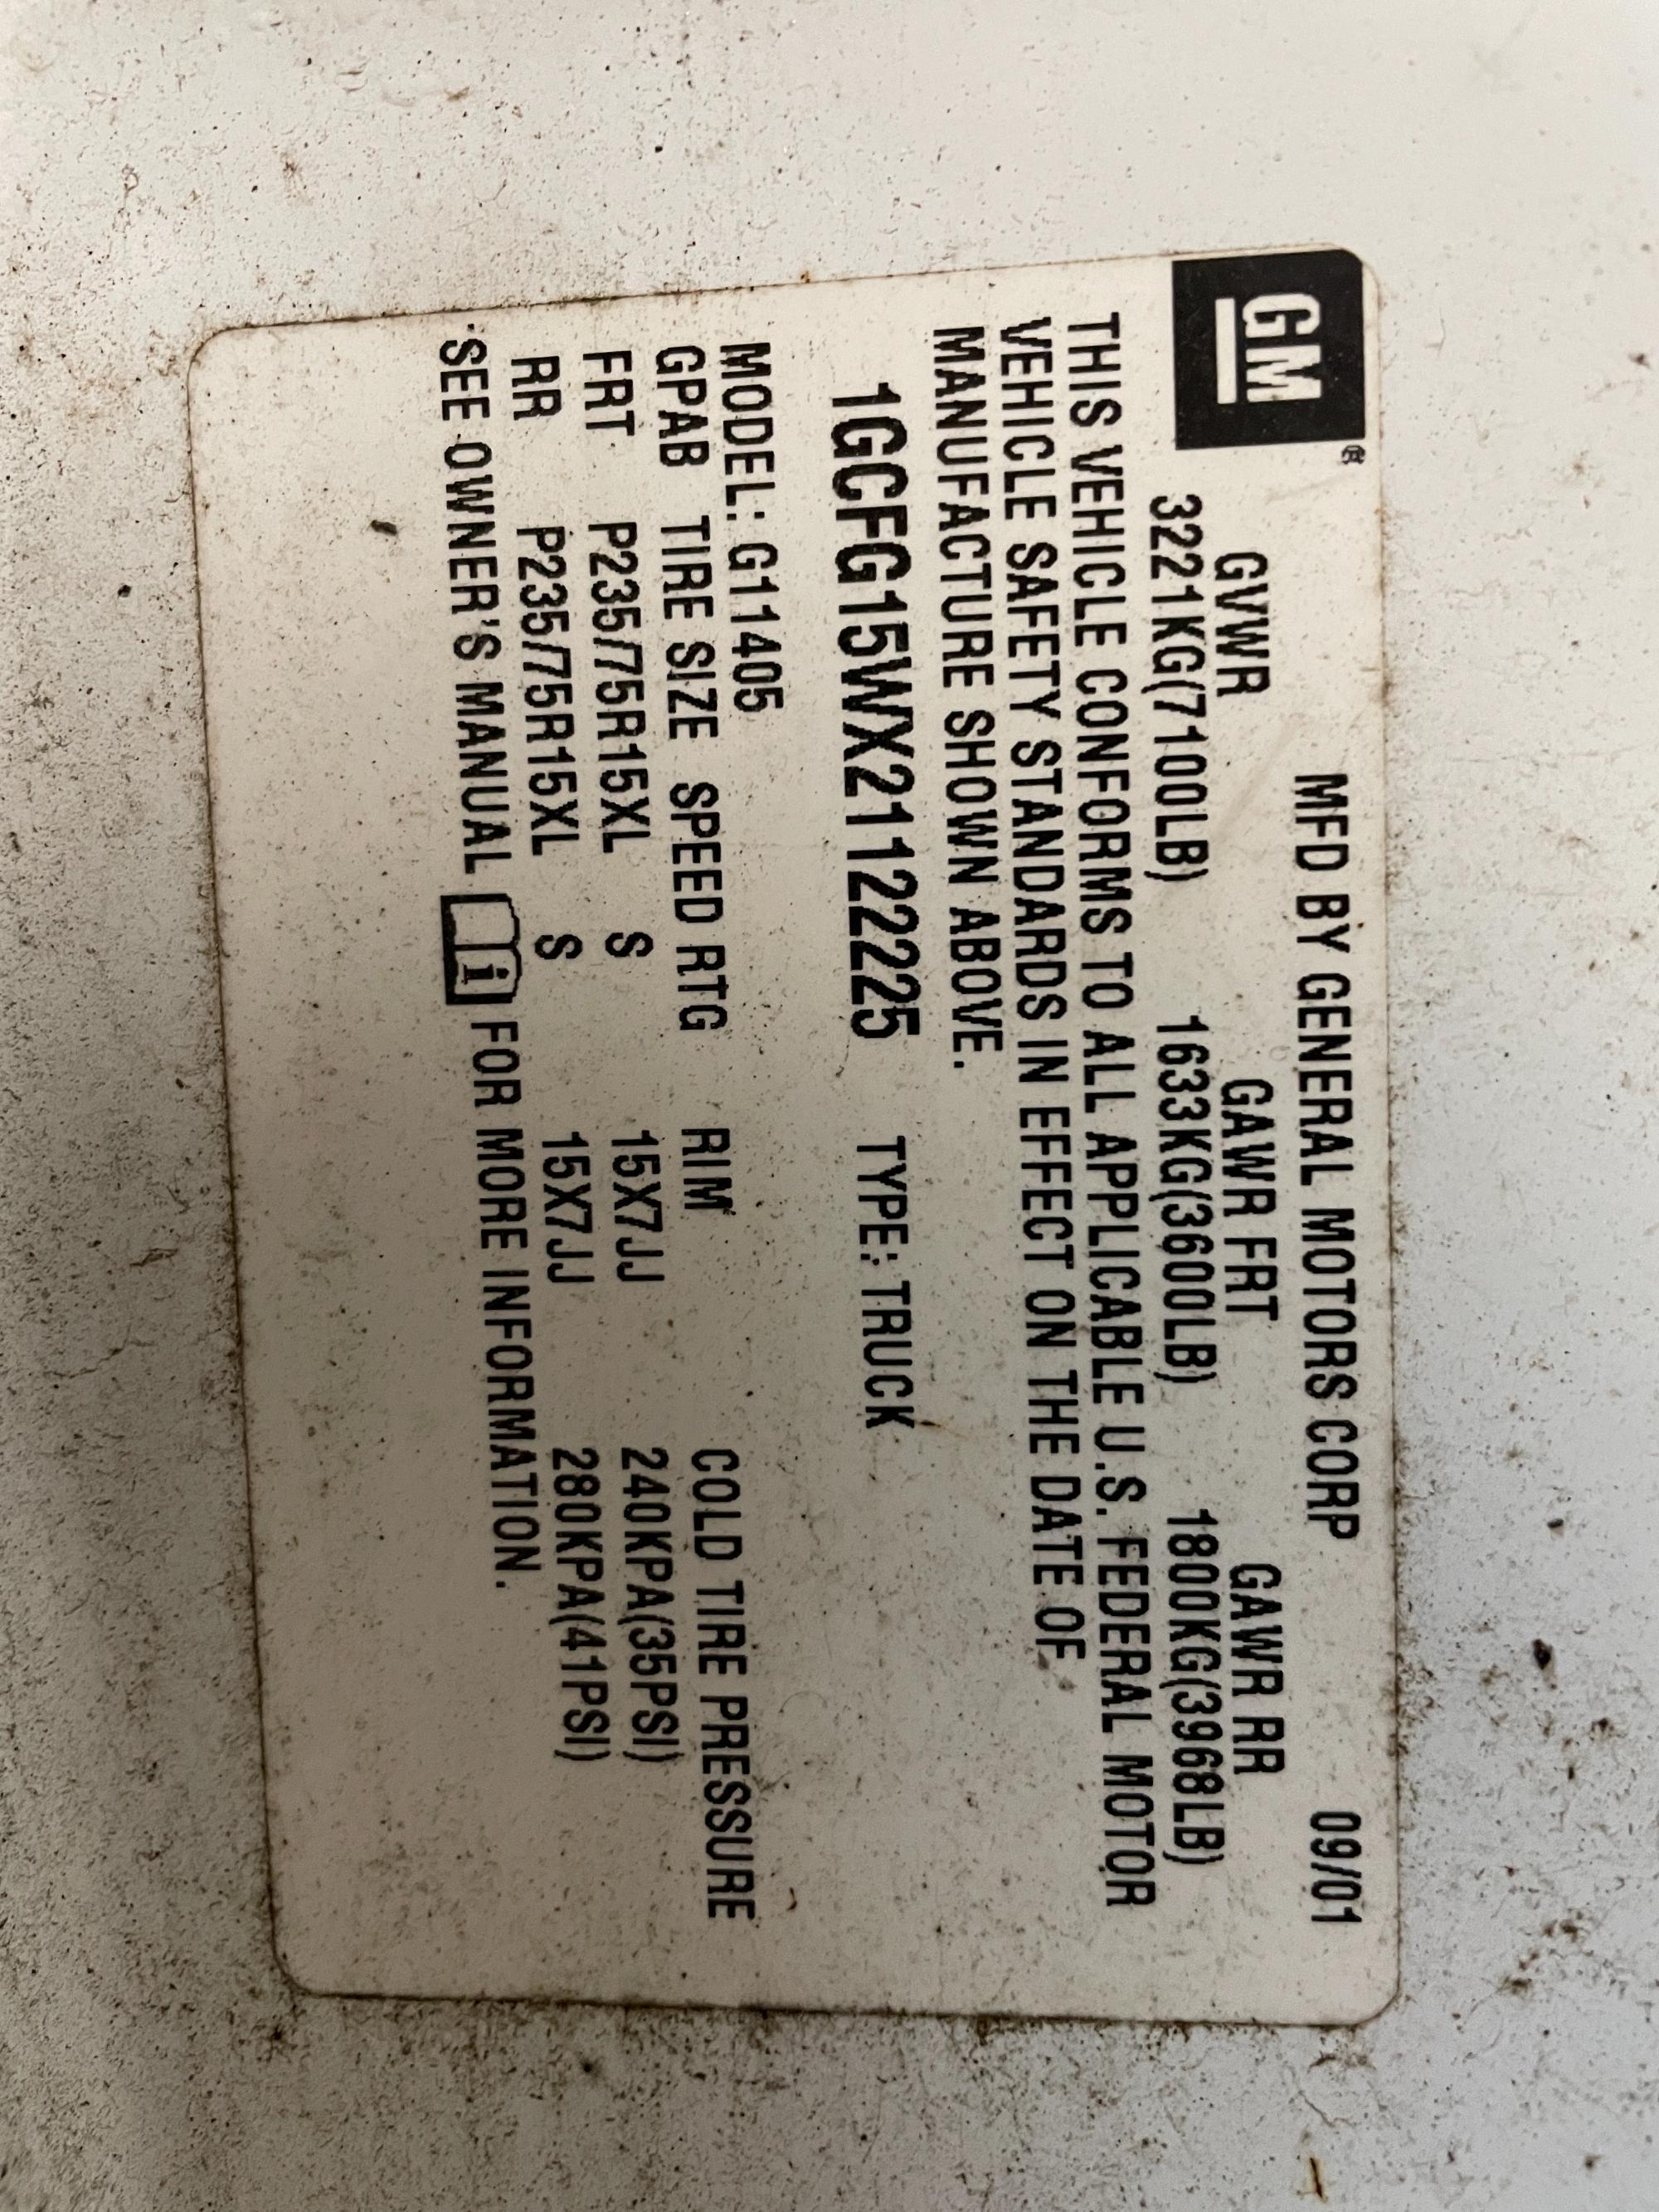 GM®
MFD BY GENERAL MOTORS CORP 09/01
GVWR GAWR FRT GAWR RR
3221KG(7100LB) 1633KG(3600LB) 1800KG(3968LB)
THIS VEHICLE CONFORMS TO ALL APPLICABLE U.S. FEDERAL MOTOR
VEHICLE SAFETY STANDARDS IN EFFECT ON THE DATE OF
MANUFACTURE SHOWN ABOVE.
1GCFG15WX21122225 TYPE: TRUCK
MODEL: G11405
GPAB TIRE SIZE SPEED RTG RIM COLD TIRE PRESSURE
FRT P235/75R15XL S 15X7JJ 240KPA(35PSI)
RR P235/75R15XL S 15X7JJ 280KPA(41PSI)
SEE OWNER'S MANUAL i FOR MORE INFORMATION.